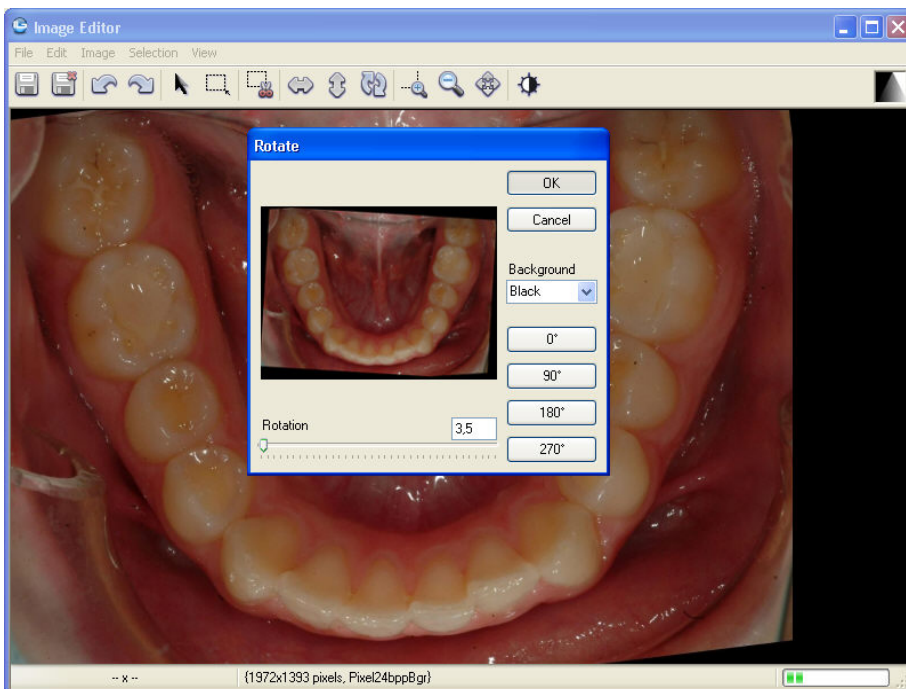 Image Editor
File Edit Image Selection View
Rotate
OK
Cancel
Background
Black
0°
90°
180°
270°
Rotation
3,5
-- x --
{1972x1393 pixels, Pixel24bppBgr}